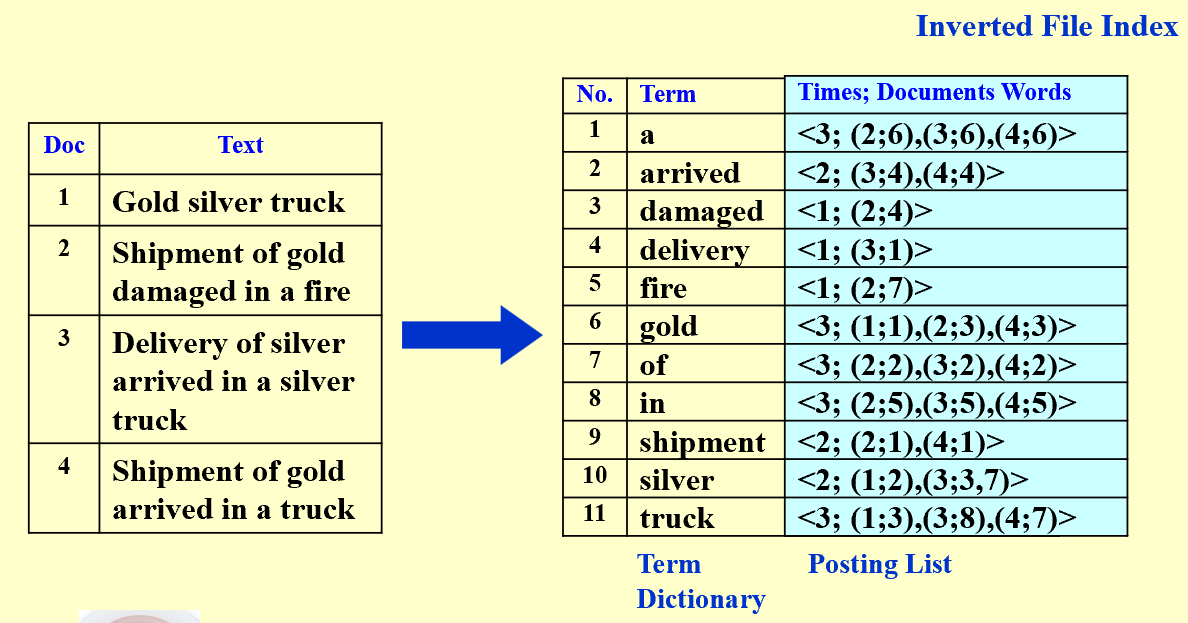 Inverted File Index
Doc Text
1 Gold silver truck
2 Shipment of gold
damaged in a fire
3 Delivery of silver
arrived in a silver
truck
4 Shipment of gold
arrived in a truck
No. Term Times; Documents Words
1 a <3; (2;6),(3;6),(4;6)>
2 arrived <2; (3;4),(4;4)>
3 damaged <1; (2;4)>
4 delivery <1; (3;1)>
5 fire <1; (2;7)>
6 gold <3; (1;1),(2;3),(4;3)>
7 of <3; (2;2),(3;2),(4;2)>
8 in <3; (2;5),(3;5),(4;5)>
9 shipment <2; (2;1),(4;1)>
10 silver <2; (1;2),(3;3,7)>
11 truck <3; (1;3),(3;8),(4;7)>
Term Posting List
Dictionary